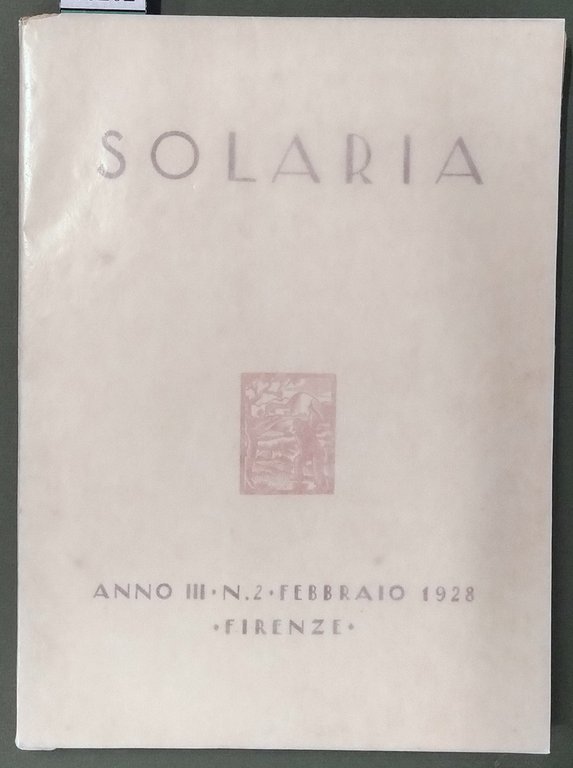 SOLARIA
ANNO III • N.2 • FEBBRAIO 1928
• FIRENZE •